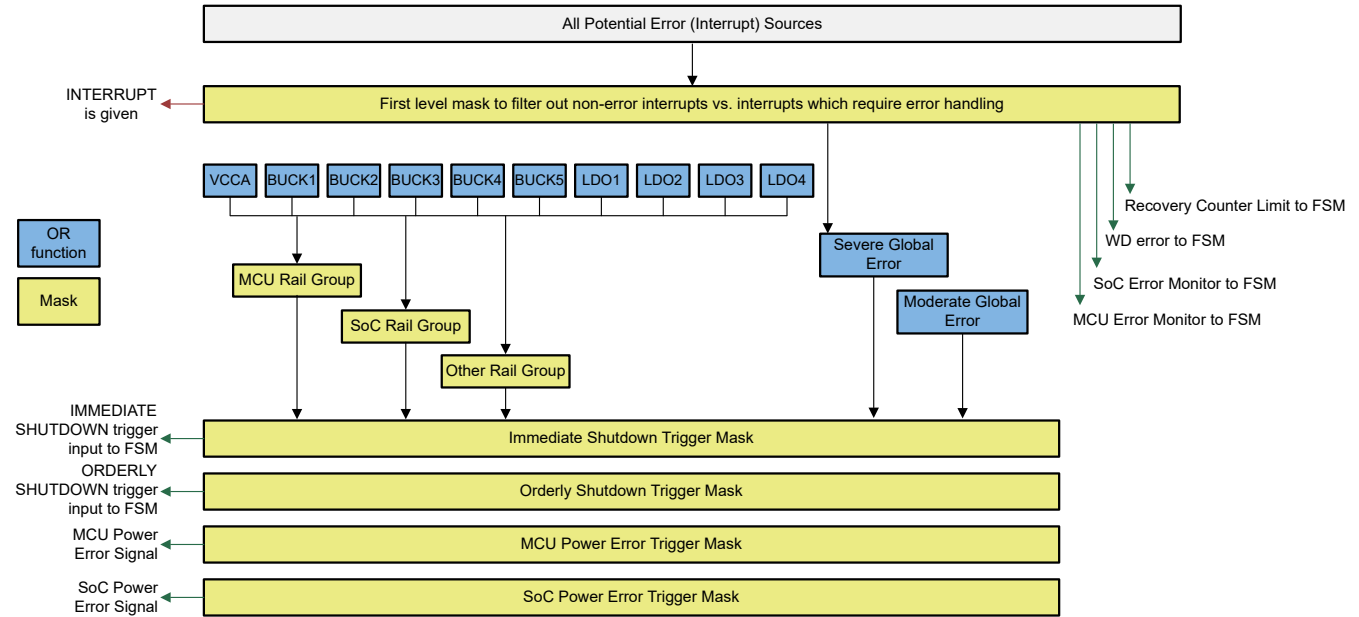 All Potential Error (Interrupt) Sources
INTERRUPT
is given
First level mask to filter out non-error interrupts vs. interrupts which require error handling
VCCA
BUCK1
BUCK2
BUCK3
BUCK4
BUCK5
LDO1
LDO2
LDO3
LDO4
Recovery Counter Limit to FSM
OR
function
Severe Global
Error
WD error to FSM
MCU Rail Group
SoC Error Monitor to FSM
Mask
Moderate Global
Error
MCU Error Monitor to FSM
SoC Rail Group
Other Rail Group
IMMEDIATE
SHUTDOWN trigger
input to FSM
Immediate Shutdown Trigger Mask
ORDERLY
SHUTDOWN trigger
input to FSM
Orderly Shutdown Trigger Mask
MCU Power
Error Signal
MCU Power Error Trigger Mask
SoC Power
Error Signal
SoC Power Error Trigger Mask